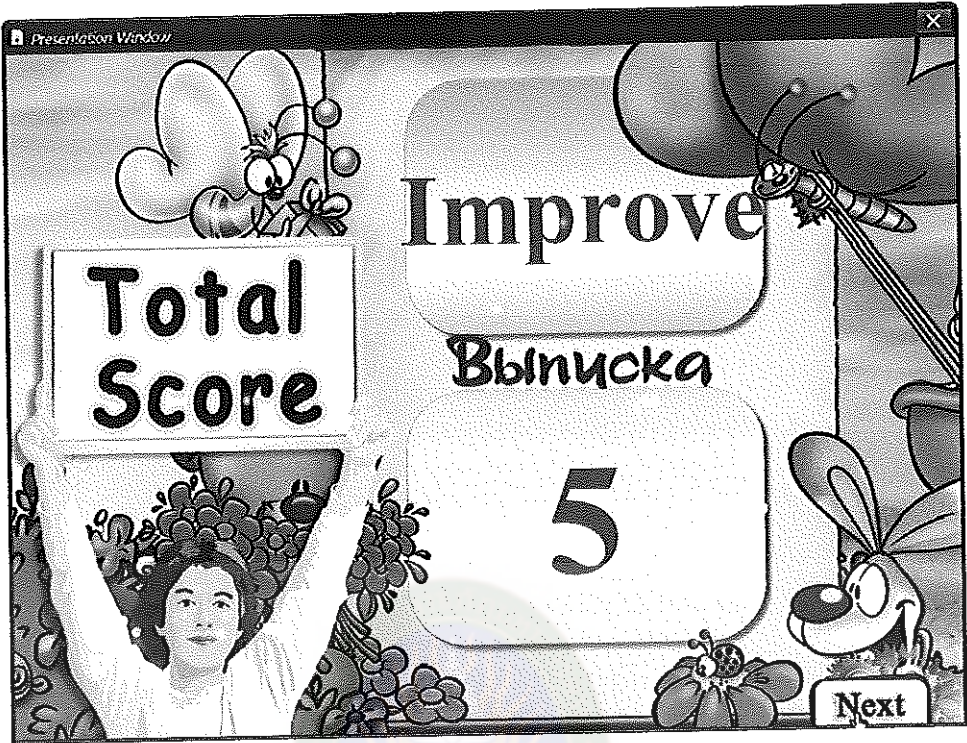 Presentation Window
Total
Score
Improve
Выписка
5
Next